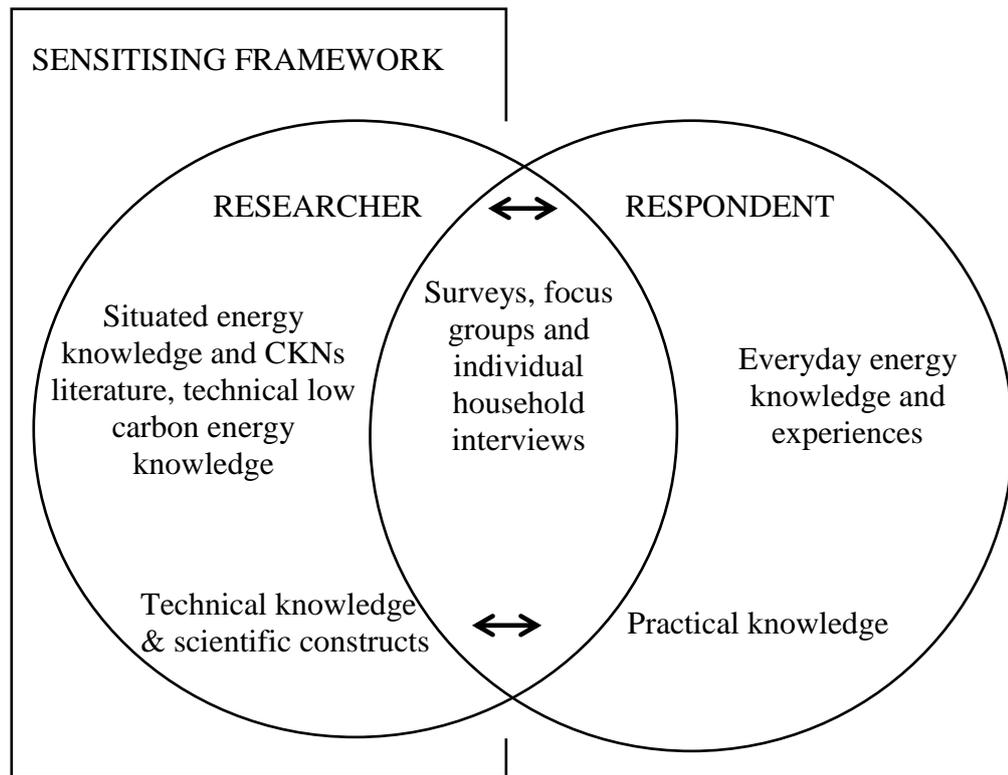 SENSITISING FRAMEWORK
RESEARCHER
RESPONDENT
Situated energy
knowledge and CKNs
literature, technical low
carbon energy
knowledge
Surveys, focus
groups and
individual
household
interviews
Everyday energy
knowledge and
experiences
Technical knowledge
& scientific constructs
Practical knowledge